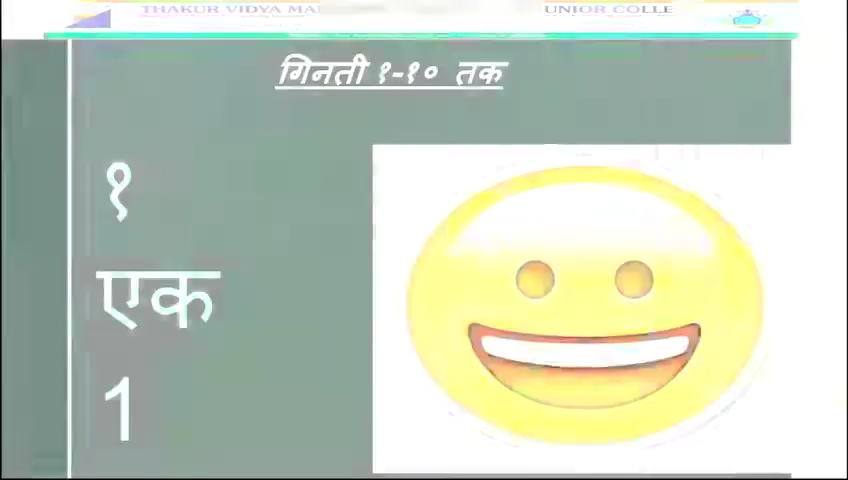 THAKUR VIDYA MA
UNIOR COLLE
गिनती १-१० तक
१
एक
1